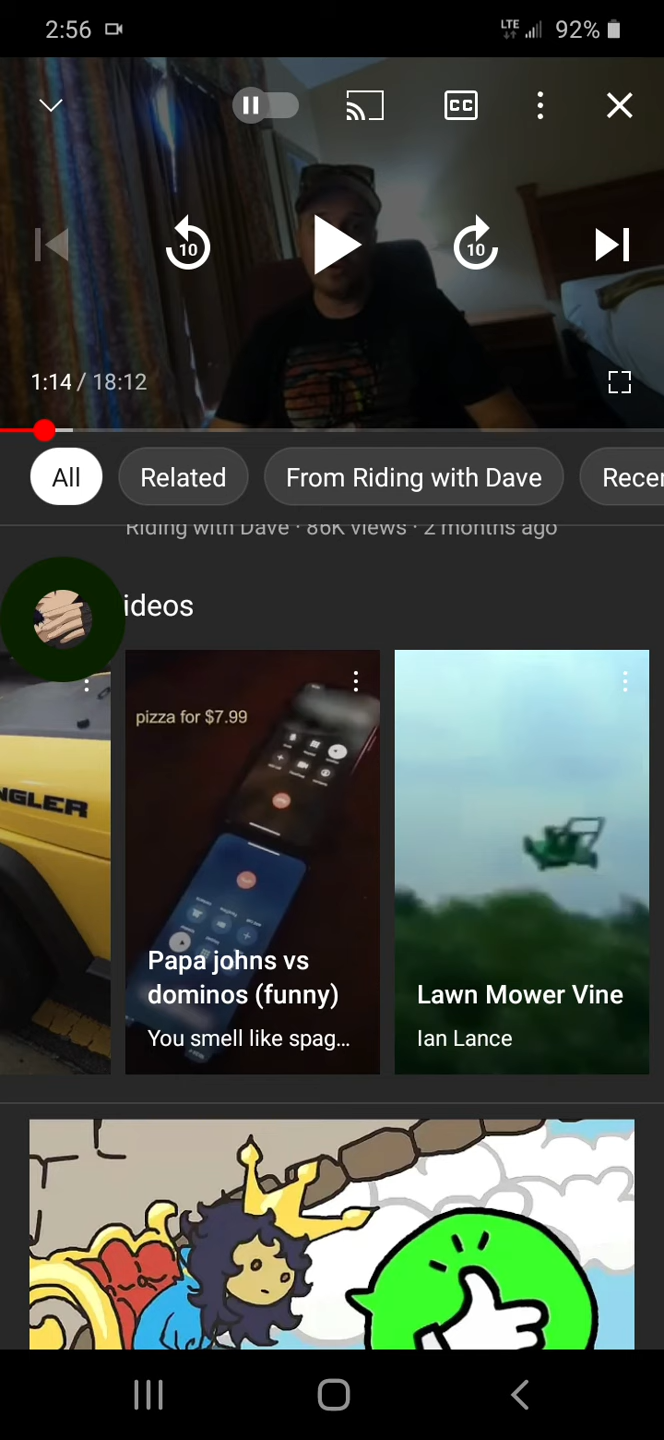 2:56
LTE
92%
CC
10
10
1:14 / 18:12
All
Related
From Riding with Dave
Recer
Riding with Dave · 86K views · 2 months ago
ideos
NGLER
pizza for $7.99
Papa johns vs
dominos (funny)
You smell like spag...
Lawn Mower Vine
Ian Lance